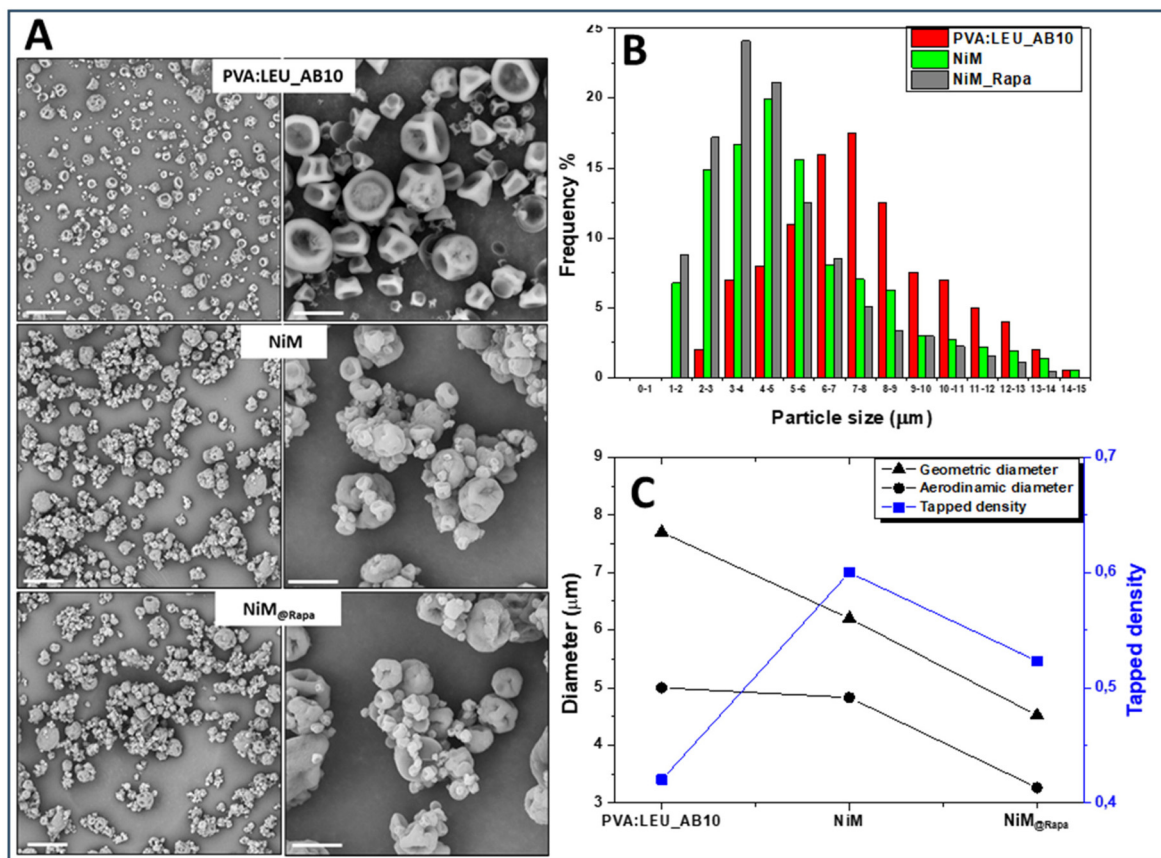 A
PVA:LEU_AB10
NiM
NiM@Rapa
B
PVA:LEU_AB10
NiM
NiM_Rapa
25
20
15
10
5
0
Frequency %
0-1 1-2 2-3 3-4 4-5 5-6 6-7 7-8 8-9 9-10 10-11 11-12 12-13 13-14 14-15
Particle size (μm)
C
Geometric diameter
Aerodinamic diameter
Tapped density
9
8
7
6
5
4
3
Diameter (μm)
0,7
0,6
0,5
0,4
Tapped density
PVA:LEU_AB10 NiM NiM@Rapa